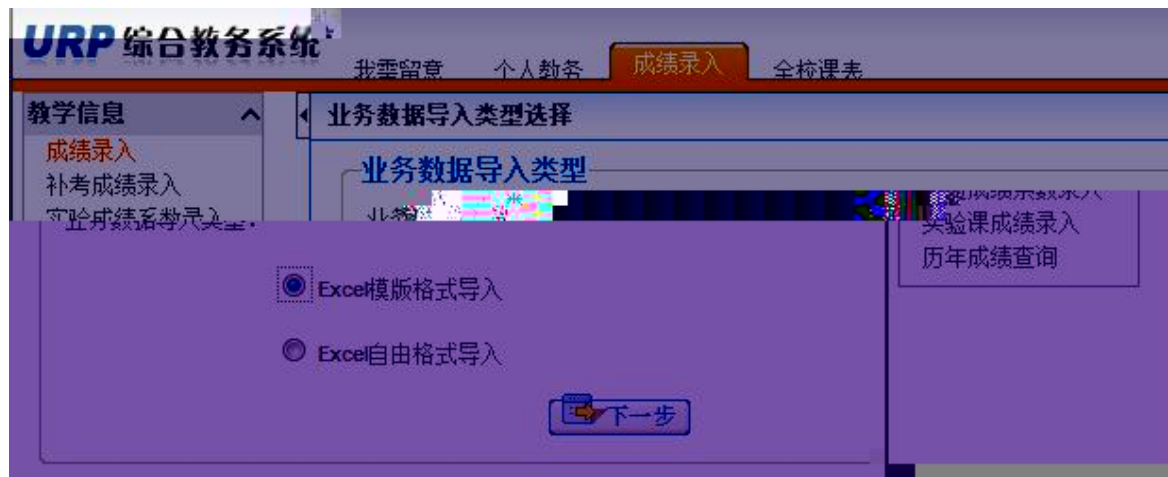 URP 综合教务系统
我要留意 个人教务 成绩录入 全校课表
教学信息
业务数据导入类型选择
成绩录入
补考成绩录入
业务数据导入类型
实验课成绩录入
历年成绩查询
Excel模版格式导入
Excel自由格式导入
下一步